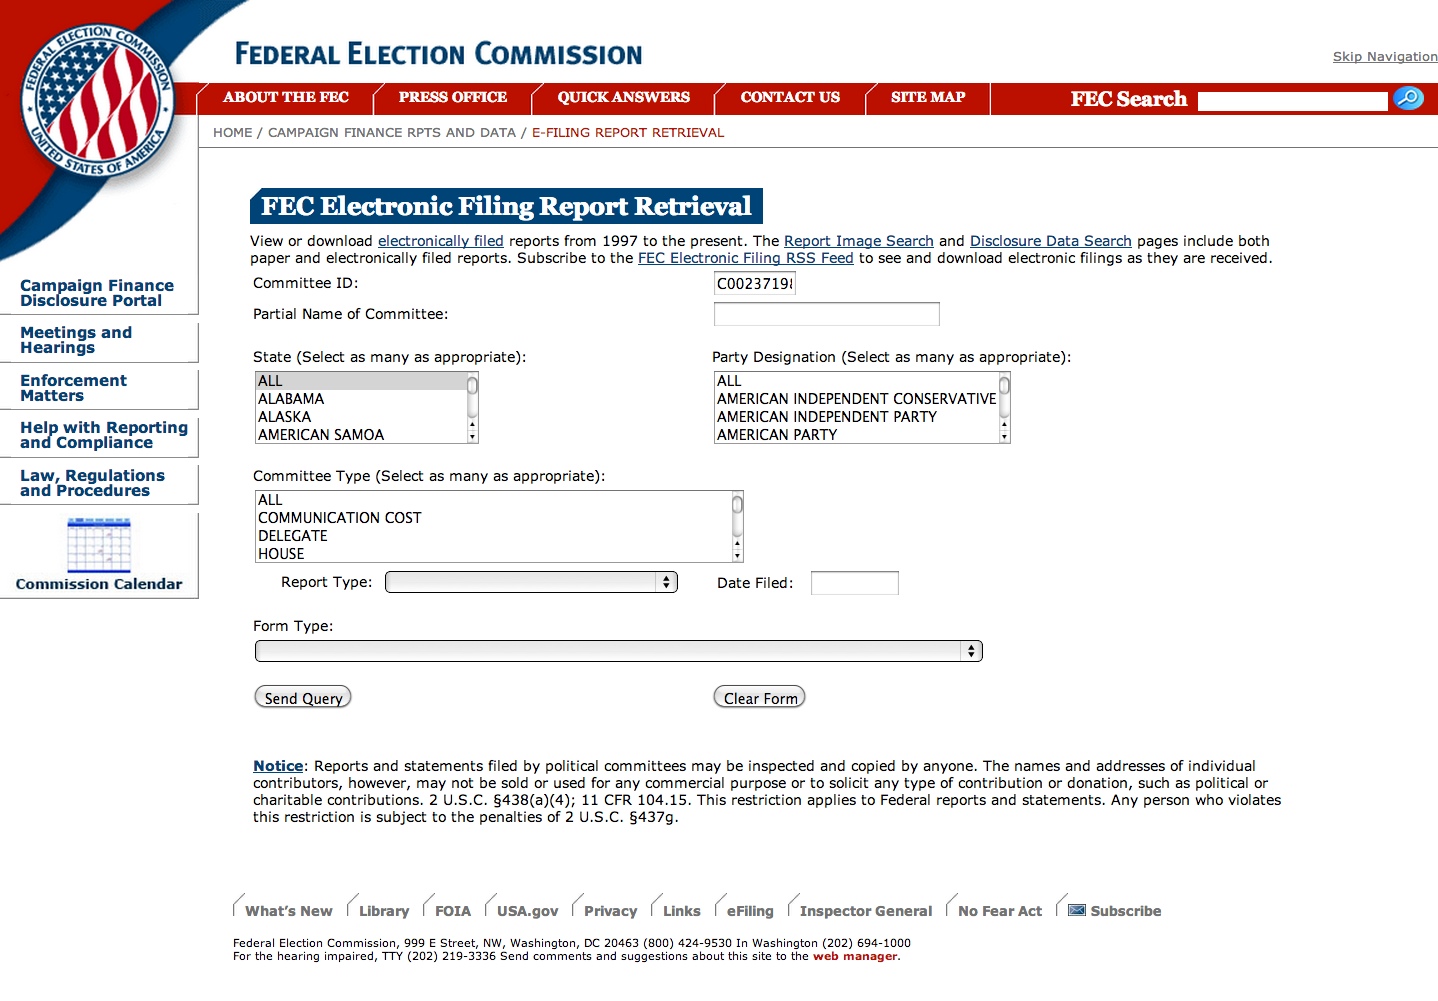 FEDERAL ELECTION COMMISSION
UNITED STATES OF AMERICA
FEDERAL ELECTION COMMISSION
Skip Navigation
ABOUT THE FEC PRESS OFFICE QUICK ANSWERS CONTACT US SITE MAP FEC Search
HOME / CAMPAIGN FINANCE RPTS AND DATA / E-FILING REPORT RETRIEVAL
Campaign Finance
Disclosure Portal
Meetings and
Hearings
Enforcement
Matters
Help with Reporting
and Compliance
Law, Regulations
and Procedures
Commission Calendar
FEC Electronic Filing Report Retrieval
View or download electronically filed reports from 1997 to the present. The Report Image Search and Disclosure Data Search pages include both
paper and electronically filed reports. Subscribe to the FEC Electronic Filing RSS Feed to see and download electronic filings as they are received.
Committee ID: C00237198
Partial Name of Committee:
State (Select as many as appropriate): Party Designation (Select as many as appropriate):
ALL ALL
ALABAMA AMERICAN INDEPENDENT CONSERVATIVE
ALASKA AMERICAN INDEPENDENT PARTY
AMERICAN SAMOA AMERICAN PARTY
Committee Type (Select as many as appropriate):
ALL
COMMUNICATION COST
DELEGATE
HOUSE
Report Type: Date Filed:
Form Type:
Send Query Clear Form
Notice: Reports and statements filed by political committees may be inspected and copied by anyone. The names and addresses of individual
contributors, however, may not be sold or used for any commercial purpose or to solicit any type of contribution or donation, such as political or
charitable contributions. 2 U.S.C. §438(a)(4); 11 CFR 104.15. This restriction applies to Federal reports and statements. Any person who violates
this restriction is subject to the penalties of 2 U.S.C. §437g.
What's New Library FOIA USA.gov Privacy Links eFiling Inspector General No Fear Act Subscribe
Federal Election Commission, 999 E Street, NW, Washington, DC 20463 (800) 424-9530 In Washington (202) 694-1000
For the hearing impaired, TTY (202) 219-3336 Send comments and suggestions about this site to the web manager.